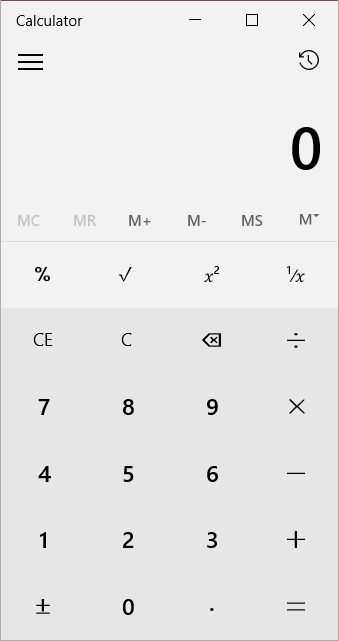 Calculator
0
MC MR M+ M- MS M▾
% √ x² ¹/x
CE C ⌫ ÷
7 8 9 ×
4 5 6 −
1 2 3 +
± 0 . =